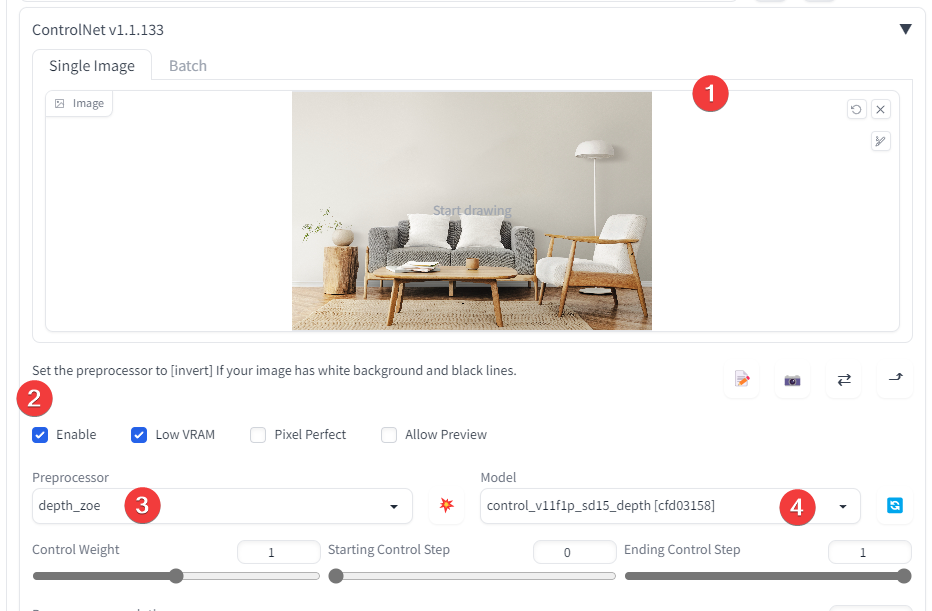 ControlNet v1.1.133
Single Image Batch
1
Image
Start drawing
Set the preprocessor to [invert] If your image has white background and black lines.
2
Enable Low VRAM Pixel Perfect Allow Preview
Preprocessor Model
depth_zoe 3 control_v11f1p_sd15_depth [cfd03158] 4
Control Weight 1 Starting Control Step 0 Ending Control Step 1